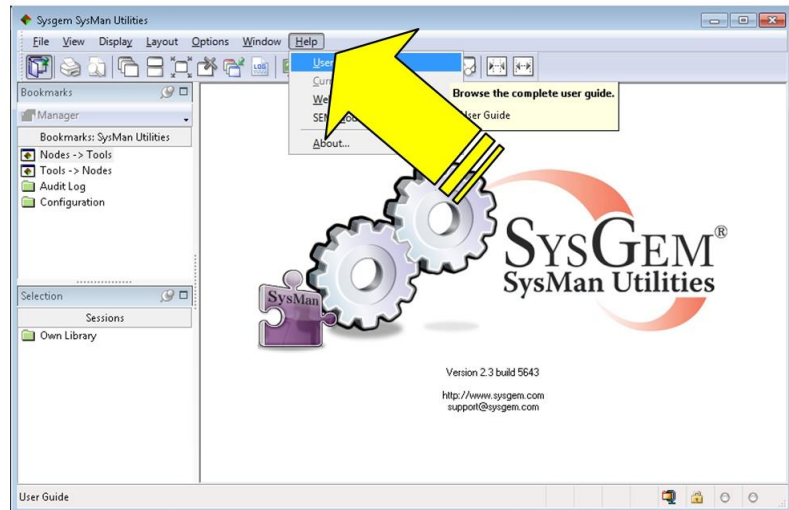 Sysgem SysMan Utilities
File View Display Layout Options Window Help
User
Bookmarks
Manager
Bookmarks: SysMan Utilities
Nodes -> Tools
Tools -> Nodes
Audit Log
Configuration
About...
Browse the complete user guide.
User Guide
Selection
Sessions
Own Library
SysMan
SYSGEM®
SysMan Utilities
Version 2.3 build 5643
http://www.sysgem.com
support@sysgem.com
User Guide